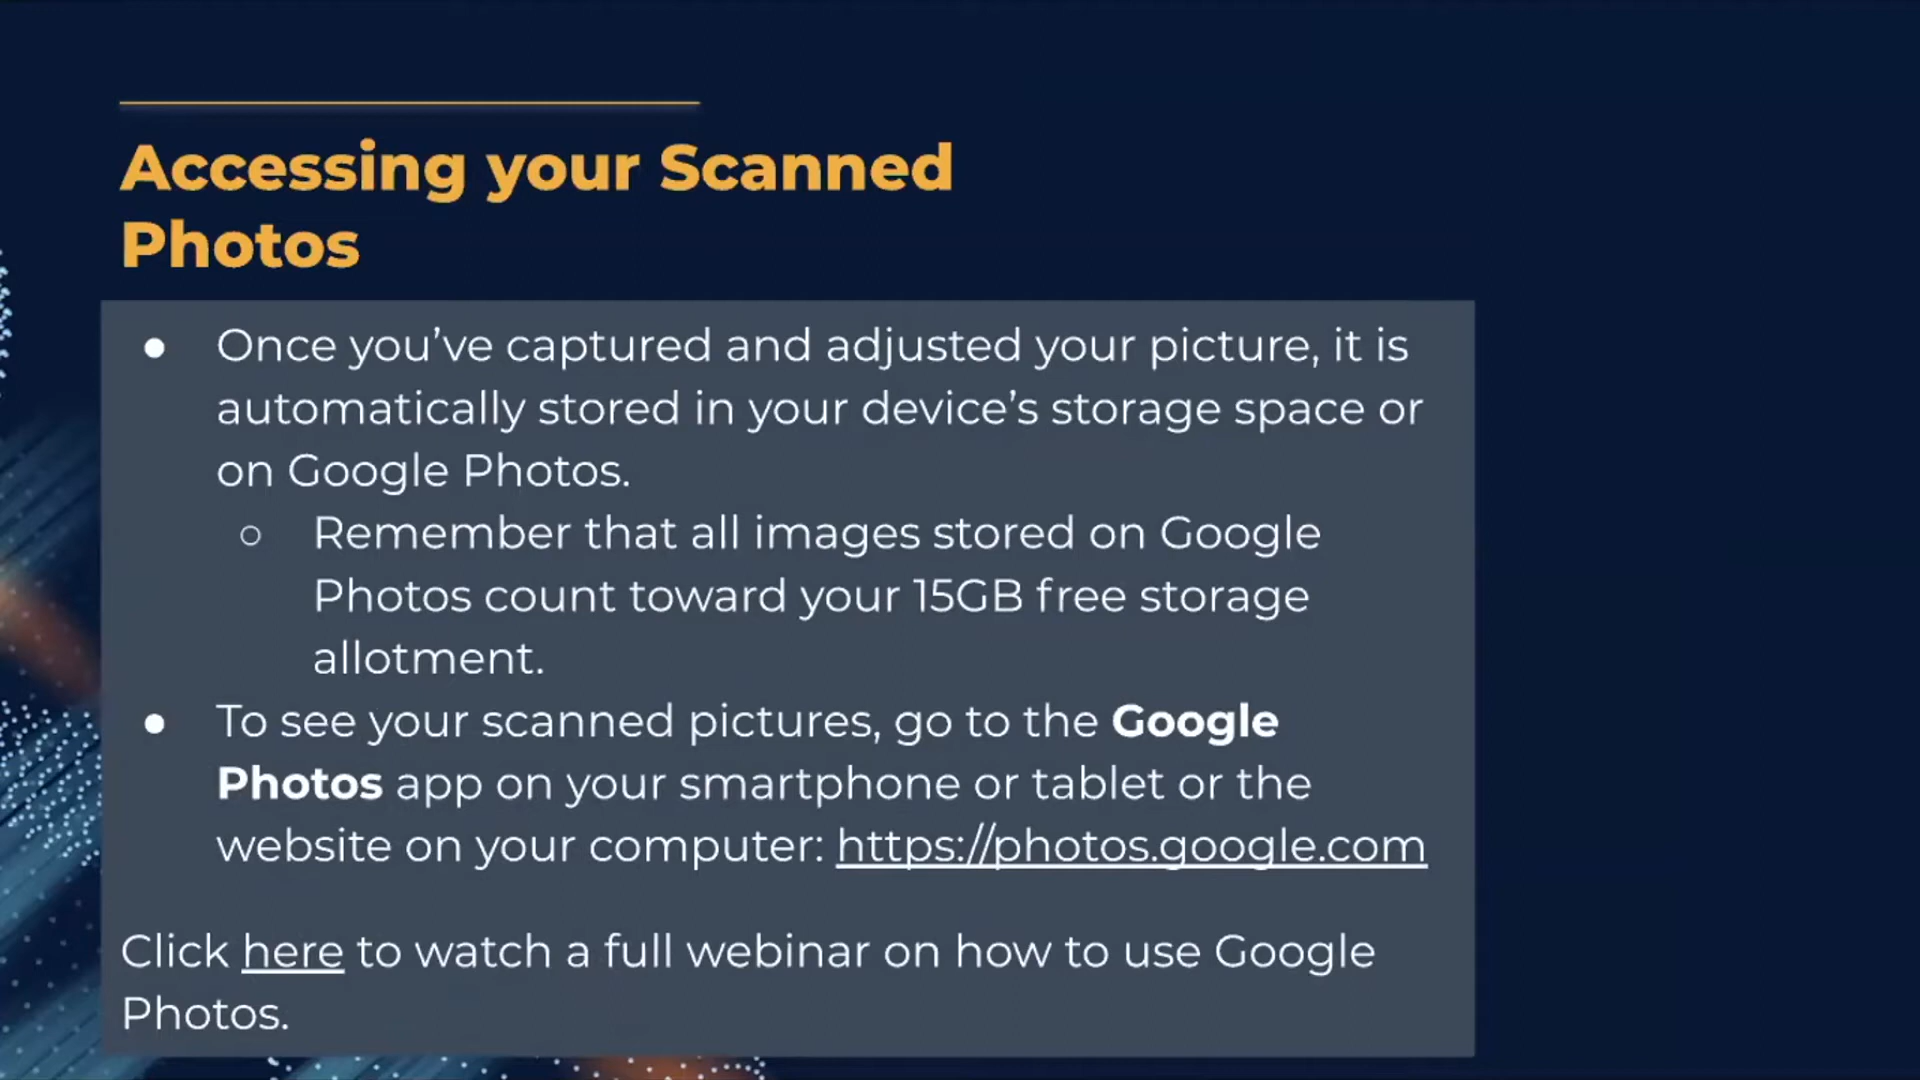 Accessing your Scanned
Photos
● Once you’ve captured and adjusted your picture, it is
automatically stored in your device’s storage space or
on Google Photos.
○ Remember that all images stored on Google
Photos count toward your 15GB free storage
allotment.
● To see your scanned pictures, go to the Google
Photos app on your smartphone or tablet or the
website on your computer: https://photos.google.com
Click here to watch a full webinar on how to use Google
Photos.